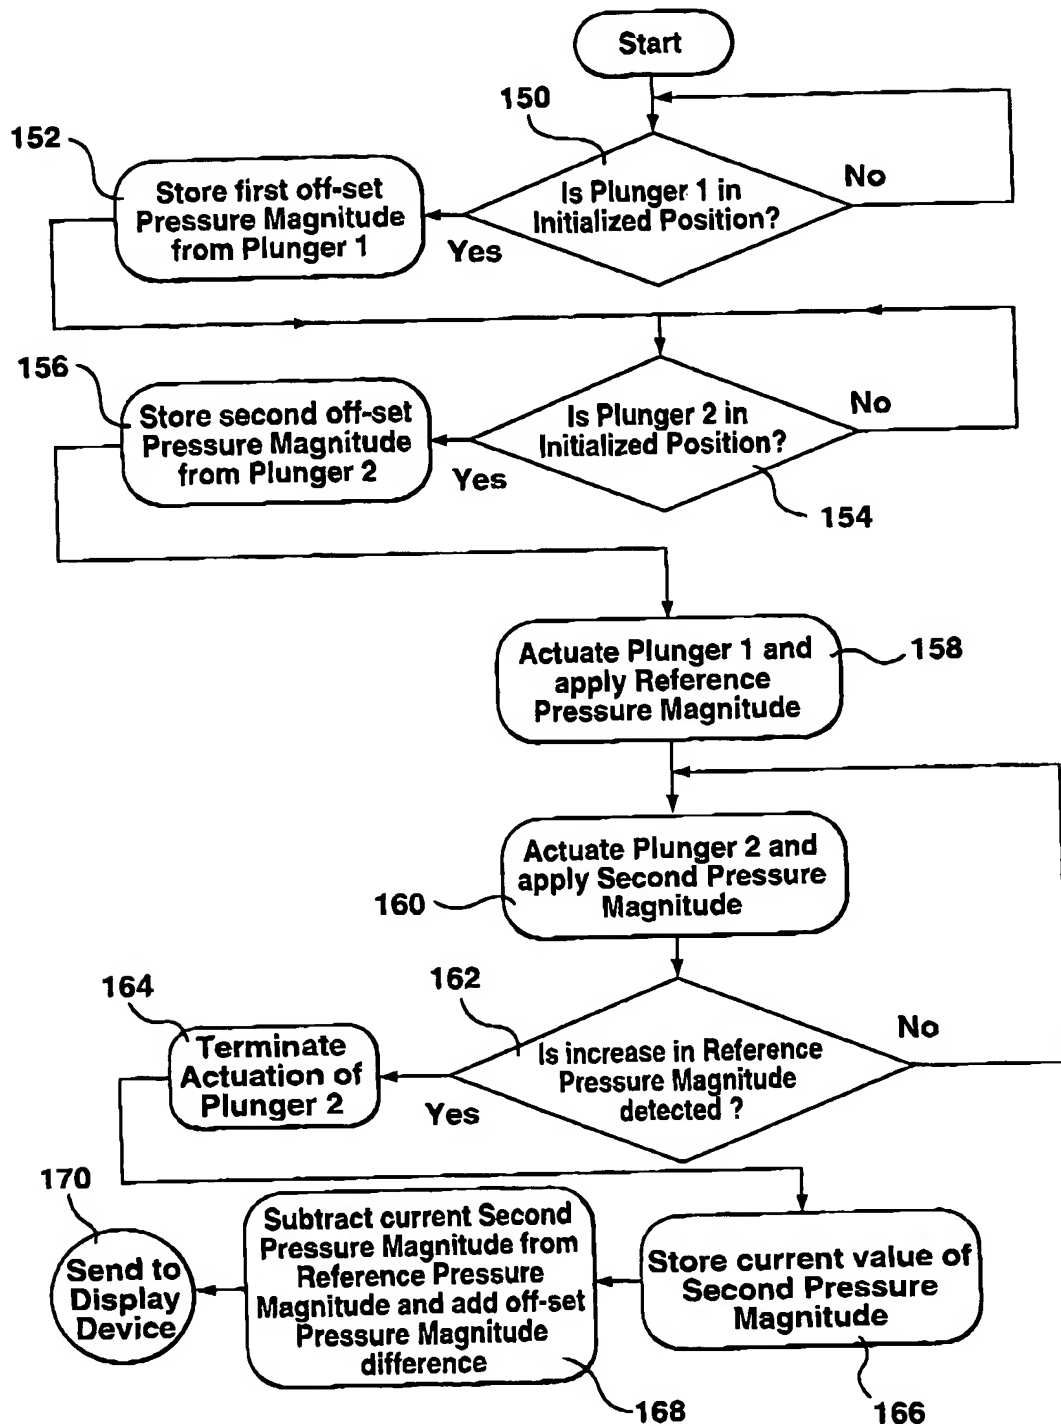 Start
150
Is Plunger 1 in
Initialized Position?
No
Yes
152
Store first off-set
Pressure Magnitude
from Plunger 1
Is Plunger 2 in
Initialized Position?
No
Yes
154
156
Store second off-set
Pressure Magnitude
from Plunger 2
Actuate Plunger 1 and
apply Reference
Pressure Magnitude
158
Actuate Plunger 2 and
apply Second Pressure
Magnitude
160
162
Is increase in Reference
Pressure Magnitude
detected ?
No
Yes
164
Terminate
Actuation of
Plunger 2
Store current value of
Second Pressure
Magnitude
166
Subtract current Second
Pressure Magnitude from
Reference Pressure
Magnitude and add off-set
Pressure Magnitude
difference
168
170
Send to
Display
Device